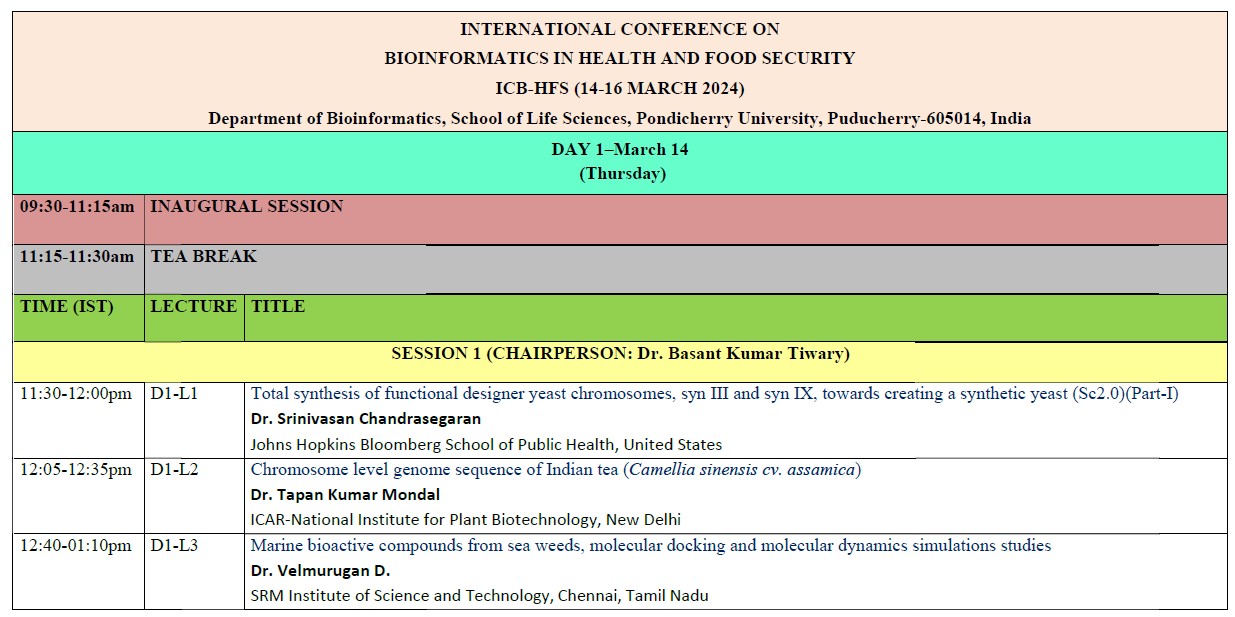 INTERNATIONAL CONFERENCE ON
BIOINFORMATICS IN HEALTH AND FOOD SECURITY
ICB-HFS (14-16 MARCH 2024)
Department of Bioinformatics, School of Life Sciences, Pondicherry University, Puducherry-605014, India
DAY 1–March 14
(Thursday)
09:30-11:15am INAUGURAL SESSION
11:15-11:30am TEA BREAK
TIME (IST) LECTURE TITLE
SESSION 1 (CHAIRPERSON: Dr. Basant Kumar Tiwary)
11:30-12:00pm D1-L1 Total synthesis of functional designer yeast chromosomes, syn III and syn IX, towards creating a synthetic yeast (Sc2.0)(Part-I)
Dr. Srinivasan Chandrasegaran
Johns Hopkins Bloomberg School of Public Health, United States
12:05-12:35pm D1-L2 Chromosome level genome sequence of Indian tea (Camellia sinensis cv. assamica)
Dr. Tapan Kumar Mondal
ICAR-National Institute for Plant Biotechnology, New Delhi
12:40-01:10pm D1-L3 Marine bioactive compounds from sea weeds, molecular docking and molecular dynamics simulations studies
Dr. Velmurugan D.
SRM Institute of Science and Technology, Chennai, Tamil Nadu